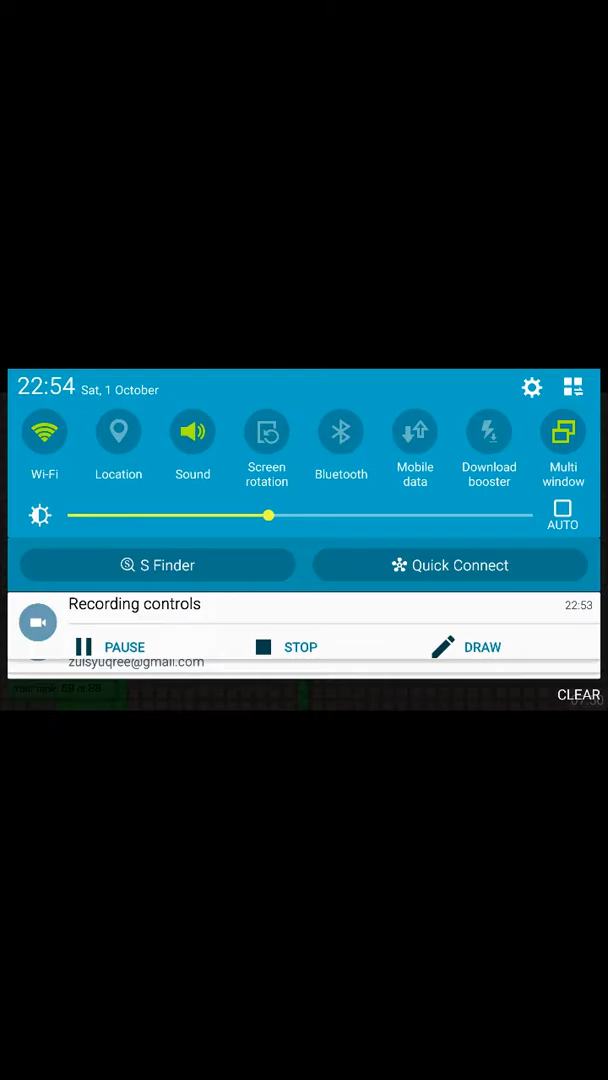 22:54 Sat, 1 October
Wi-Fi
Location
Sound
Screen rotation
Bluetooth
Mobile data
Download booster
Multi window
AUTO
S Finder
Quick Connect
Recording controls
22:53
PAUSE
STOP
DRAW
zulsyuqree@gmail.com
CLEAR